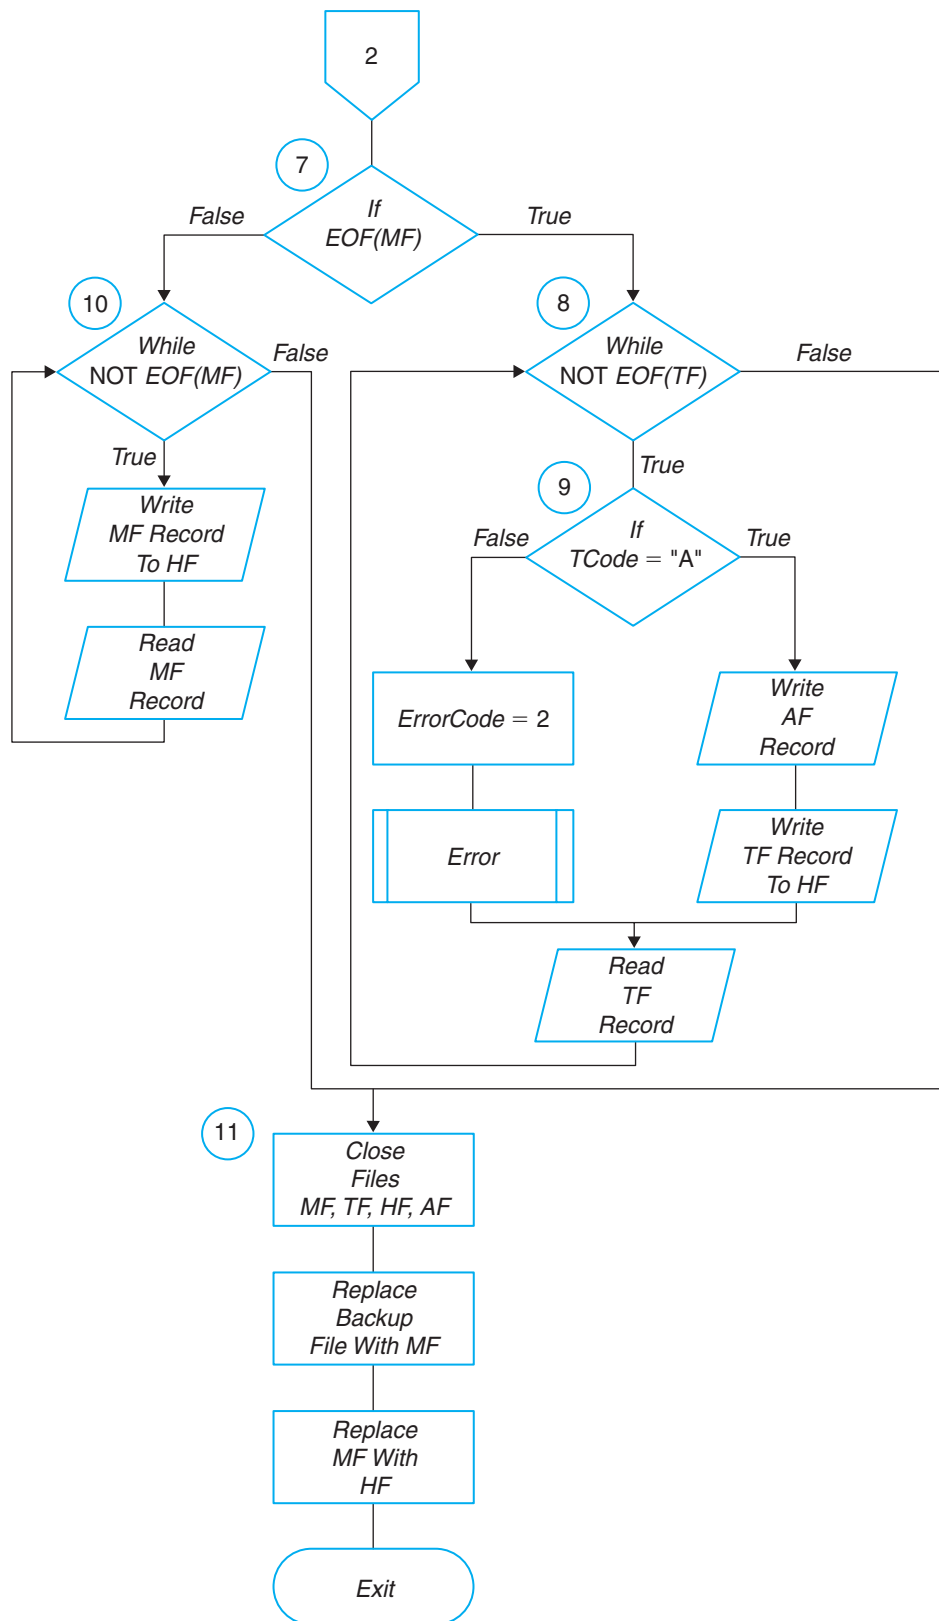 2
7
If
EOF(MF)
False
True
10
8
While
NOT EOF(MF)
False
While
NOT EOF(TF)
False
True
True
9
Write
MF Record
To HF
If
TCode = "A"
False
True
Read
MF
Record
ErrorCode = 2
Write
AF
Record
Error
Write
TF Record
To HF
Read
TF
Record
11
Close
Files
MF, TF, HF, AF
Replace
Backup
File With MF
Replace
MF With
HF
Exit